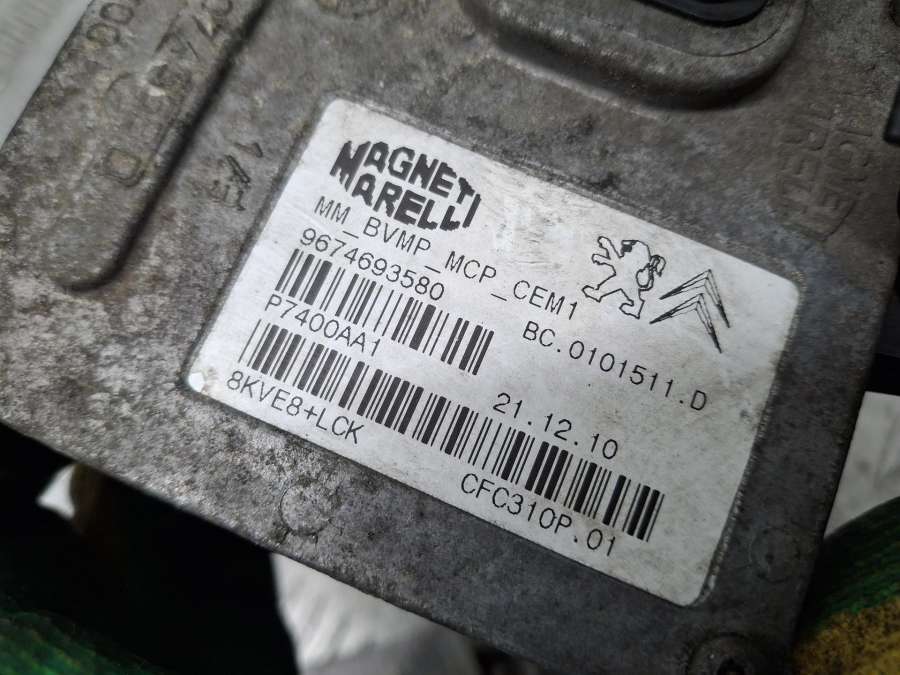 MAGNETI
MARELLI
MM_BVMP_MCP_CEM1
9674693580
BC.0101511.D
P7400AA1
21.12.10
8KVE8+LCK
CFC310P.01